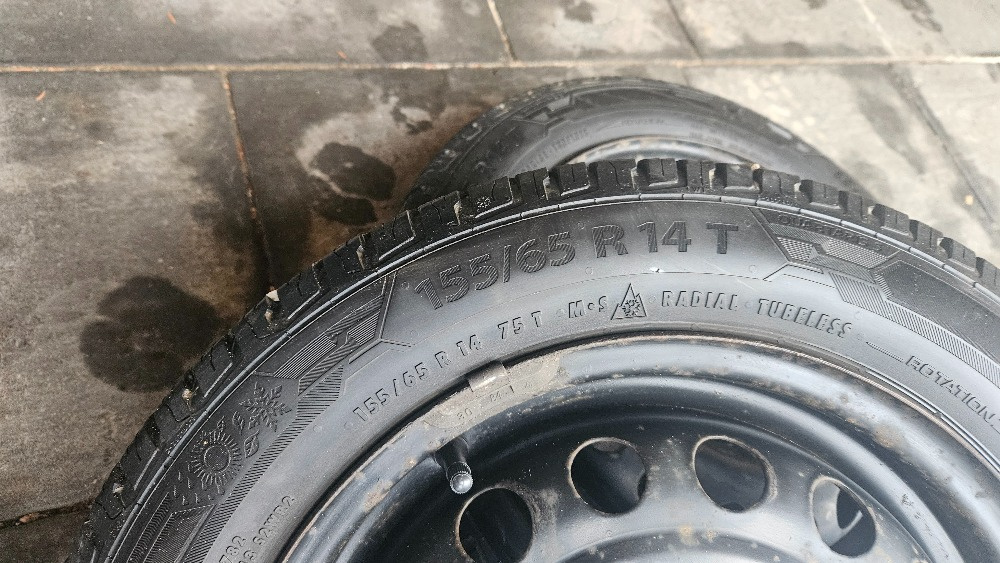 155/65 R 14 T
155/65 R 14 75 T M•S RADIAL TUBELESS
ROTATION